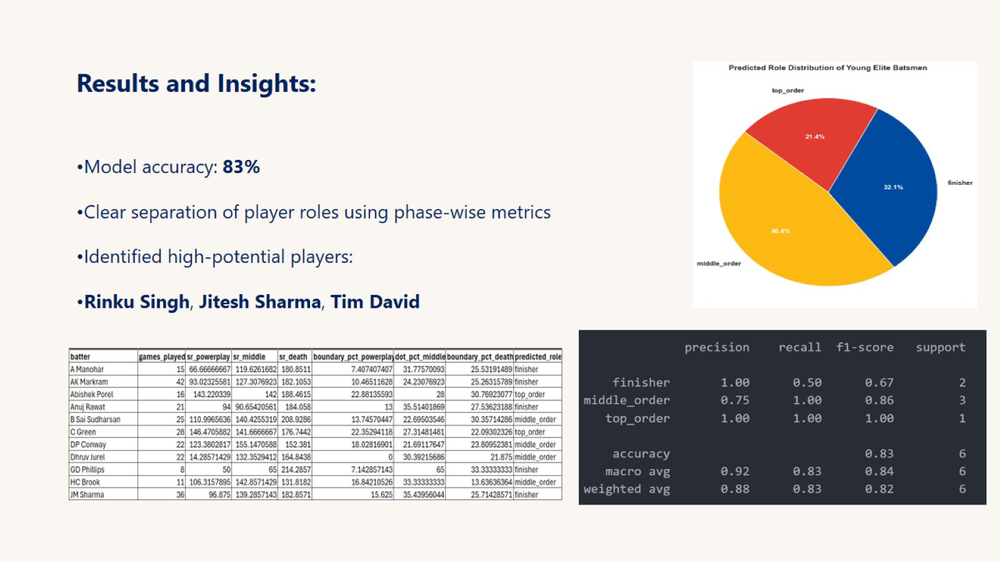 Results and Insights:
•Model accuracy: 83%
•Clear separation of player roles using phase-wise metrics
•Identified high-potential players:
•Rinku Singh, Jitesh Sharma, Tim David
Predicted Role Distribution of Young Elite Batsmen
top_order
21.4%
finisher
32.1%
46.4%
middle_order
batter games_played sr_powerplay sr_middle sr_death boundary_pct_powerplay dot_pct_middle boundary_pct_death predicted_role
A Manohar 15 66.66666667 119.6261682 180.8511 7.407407407 31.77570093 25.53191489 finisher
AK Markram 42 93.02325581 127.3076923 182.1053 10.46511628 24.23076923 25.26315789 finisher
Abishek Porel 16 143.220339 142 188.4615 22.88135593 28 30.76923077 top_order
Anuj Rawat 21 94 90.65420561 184.058 13 35.51401869 27.53623188 finisher
B Sai Sudharsan 25 110.9965636 140.4255319 208.9286 13.74570447 22.69503546 30.35714286 middle_order
C Green 28 146.4705882 141.6666667 176.7442 22.35294118 27.31481481 22.09302326 top_order
DP Conway 22 123.3802817 155.1470588 152.381 18.02816901 21.69117647 23.80952381 middle_order
Dhruv Jurel 22 14.28571429 132.3529412 164.8438 0 30.39215686 21.875 middle_order
GD Phillips 8 50 65 214.2857 7.142857143 65 33.33333333 finisher
HC Brook 11 106.3157895 142.8571429 131.8182 16.84210526 33.33333333 13.63636364 middle_order
JM Sharma 36 96.875 139.2857143 182.8571 15.625 35.43956044 25.71428571 finisher
precision recall f1-score support
finisher 1.00 0.50 0.67 2
middle_order 0.75 1.00 0.86 3
top_order 1.00 1.00 1.00 1
accuracy 0.83 6
macro avg 0.92 0.83 0.84 6
weighted avg 0.88 0.83 0.82 6